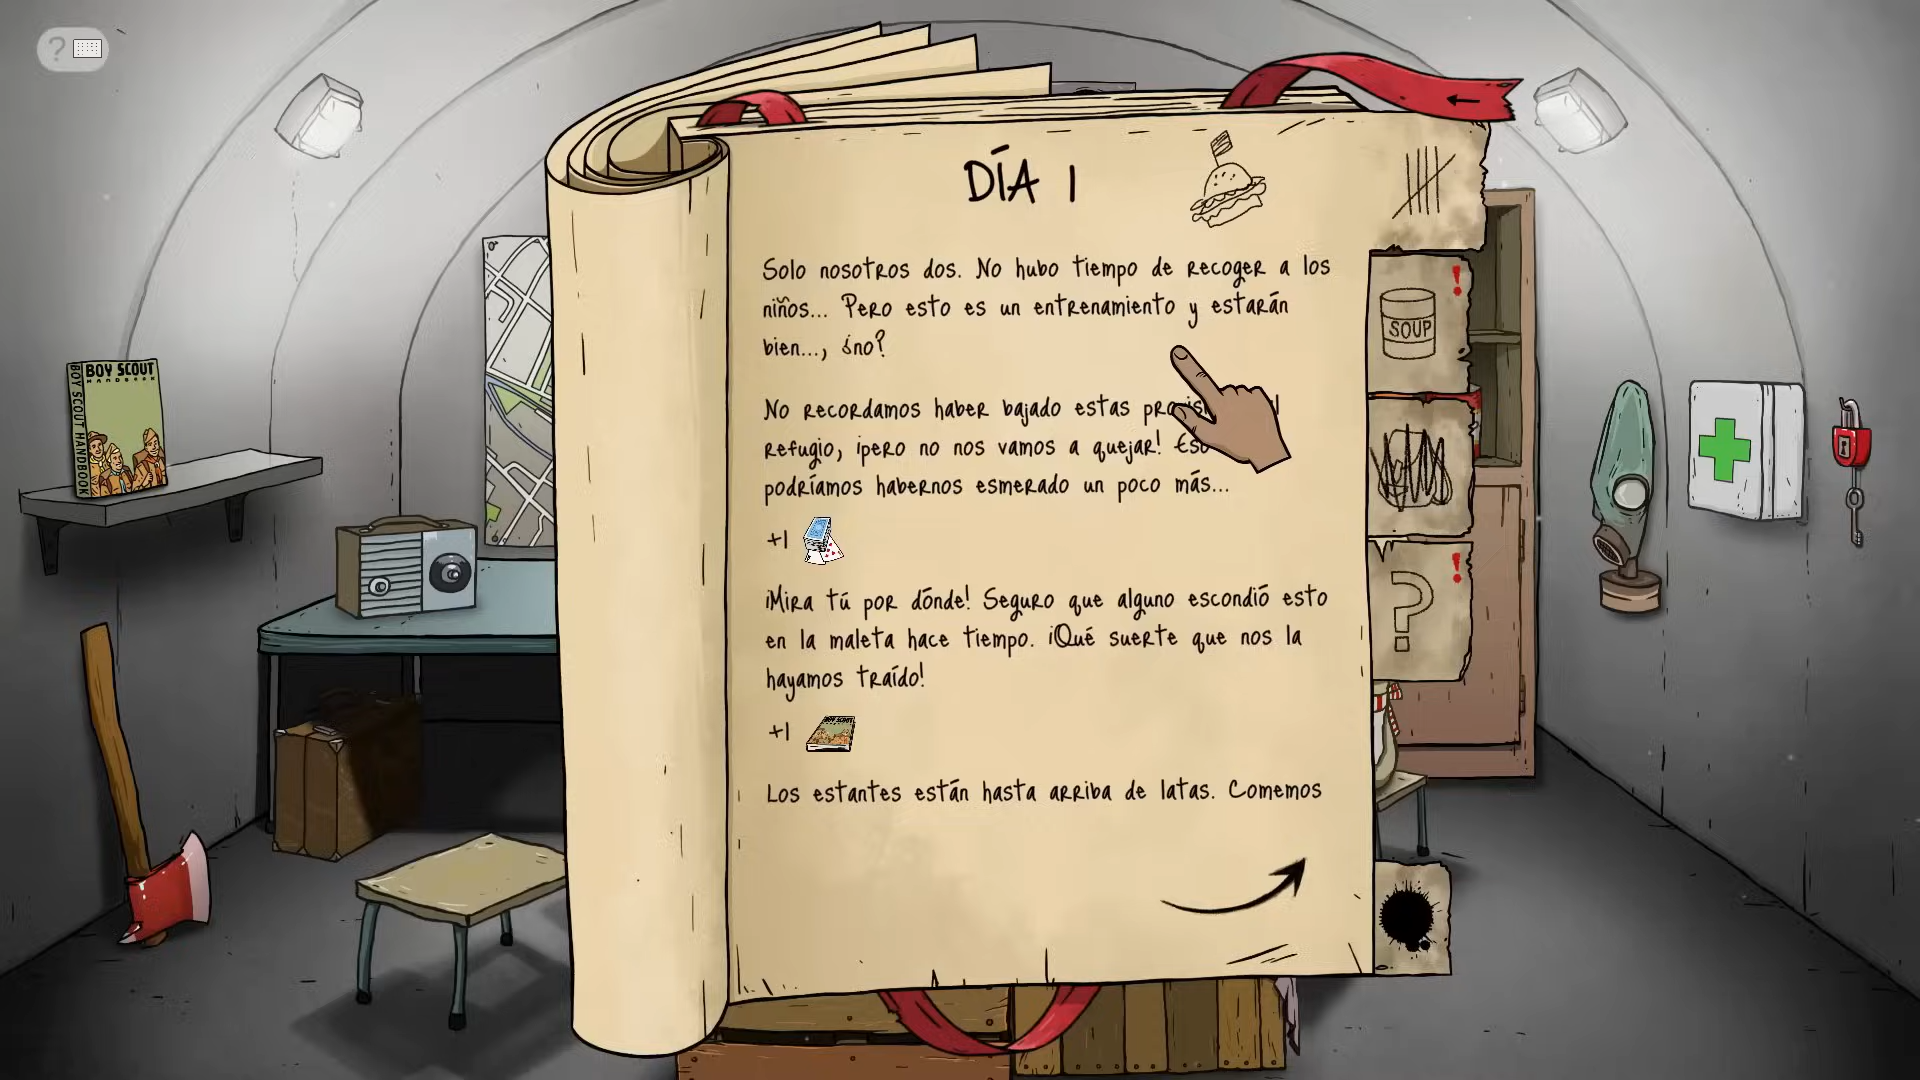 ?
BOY SCOUT
HANDBOOK
BOY SCOUT HANDBOOK
DÍA 1
Solo nosotros dos. No hubo tiempo de recoger a los
niños... Pero esto es un entrenamiento y estarán
bien..., ¿no?
No recordamos haber bajado estas
refugio, ¡pero no nos vamos a quejar!
podríamos habernos esmerado un poco más...
+1
¡Mira tú por dónde! Seguro que alguno escondió esto
en la maleta hace tiempo. ¡Qué suerte que nos la
hayamos traído!
+1
BOY SCOUT
Los estantes están hasta arriba de latas. Comemos
!
SOUP
!
?